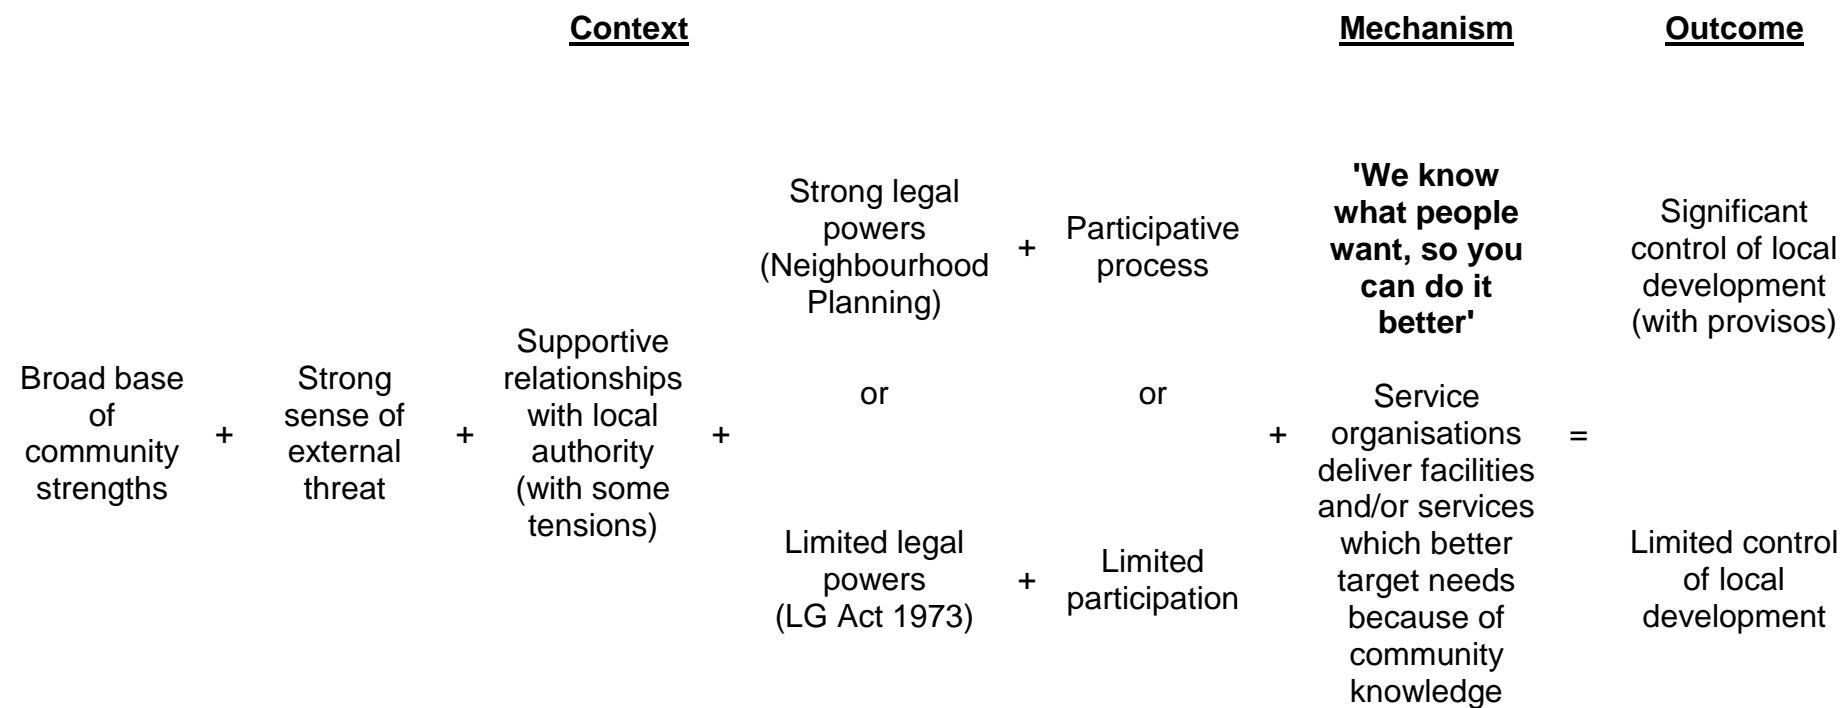 Context
Mechanism
Outcome
Broad base
of
community
strengths
+
Strong
sense of
external
threat
+
Supportive
relationships
with local
authority
(with some
tensions)
+
Strong legal
powers
(Neighbourhood
Planning)
+
Participative
process
or
or
Limited legal
powers
(LG Act 1973)
+
Limited
participation
+
'We know
what people
want, so you
can do it
better'
Service
organisations
deliver facilities
and/or services
which better
target needs
because of
community
knowledge
=
Significant
control of local
development
(with provisos)
Limited control
of local
development